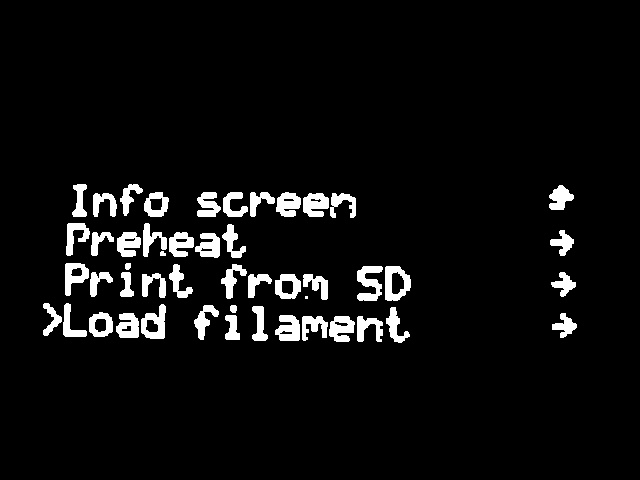 Info screen ↑
Preheat →
Print from SD →
>Load filament →